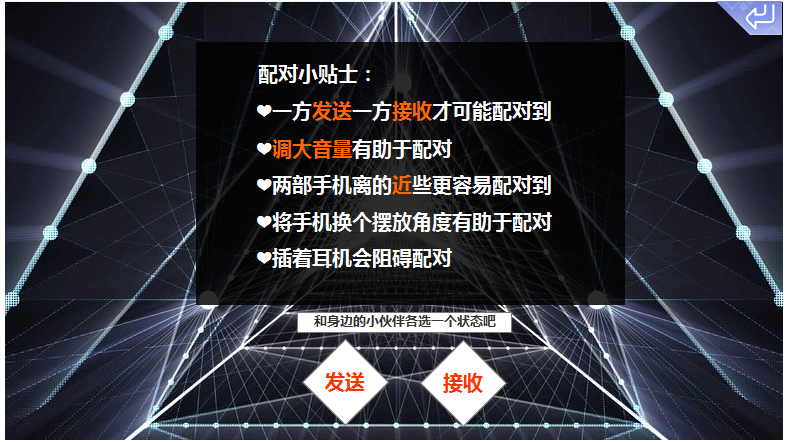 配对小贴士：
❤一方发送一方接收才可能配对到
❤调大音量有助于配对
❤两部手机离的近些更容易配对到
❤将手机换个摆放角度有助于配对
❤插着耳机会阻碍配对
和身边的小伙伴各选一个状态吧
发送
接收